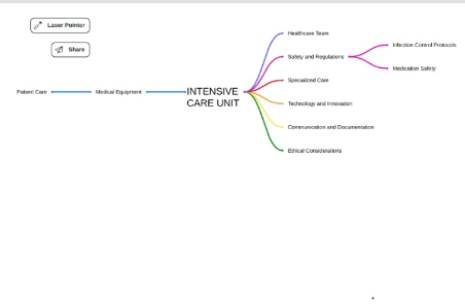 Laser Pointer
Share
Healthcare Team
Infection Control Protocols
Safety and Regulations
Medication Safety
Specialized Care
Patient Care
Medical Equipment
INTENSIVE
CARE UNIT
Technology and Innovation
Communication and Documentation
Ethical Considerations